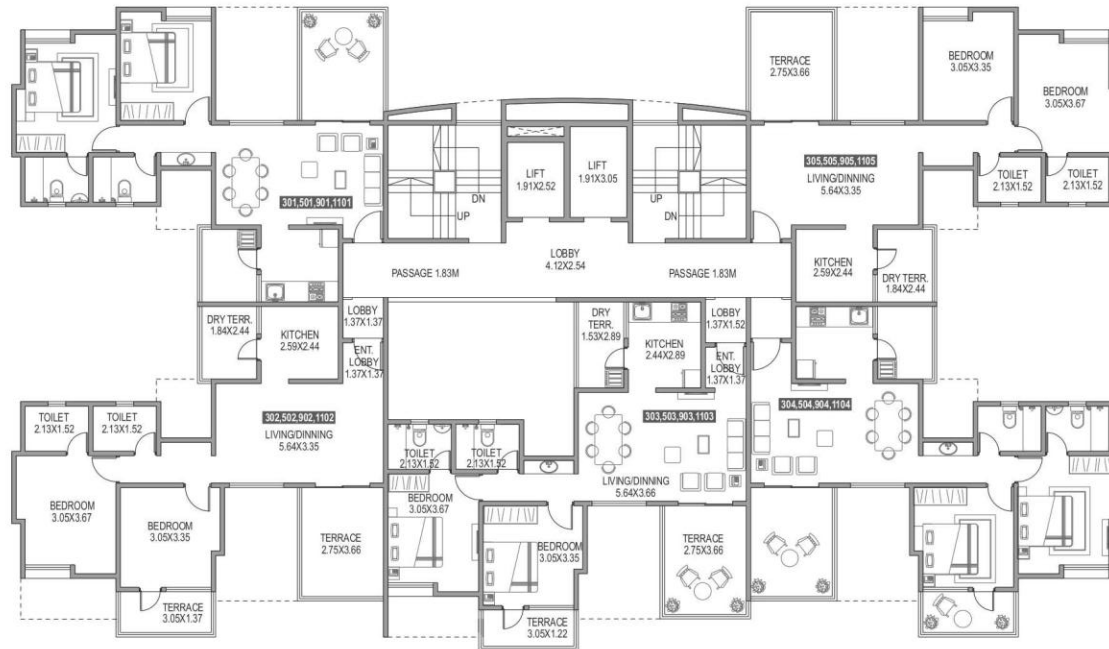 TERRACE
2.75X3.66
BEDROOM
3.05X3.35
BEDROOM
3.05X3.67
LIFT
1.91X2.52
LIFT
1.91X3.05
305,505,905,1105
LIVING/DINNING
5.64X3.35
TOILET
2.13X1.52
TOILET
2.13X1.52
301,501,901,1101
DN
UP
UP
DN
LOBBY
4.12X2.54
PASSAGE 1.83M
PASSAGE 1.83M
KITCHEN
2.59X2.44
DRY TERR.
1.84X2.44
DRY TERR.
1.84X2.44
KITCHEN
2.59X2.44
LOBBY
1.37X1.37
ENT.
LOBBY
1.37X1.37
DRY
TERR.
1.53X2.89
KITCHEN
2.44X2.89
LOBBY
1.37X1.52
ENT.
LOBBY
1.37X1.37
TOILET
2.13X1.52
TOILET
2.13X1.52
302,502,902,1102
LIVING/DINNING
5.64X3.35
303,503,903,1103
304,504,904,1104
TOILET
2.13X1.52
TOILET
2.13X1.52
LIVING/DINNING
5.64X3.66
BEDROOM
3.05X3.67
BEDROOM
3.05X3.35
TERRACE
2.75X3.66
BEDROOM
3.05X3.67
BEDROOM
3.05X3.35
TERRACE
2.75X3.66
TERRACE
3.05X1.37
TERRACE
3.05X1.22